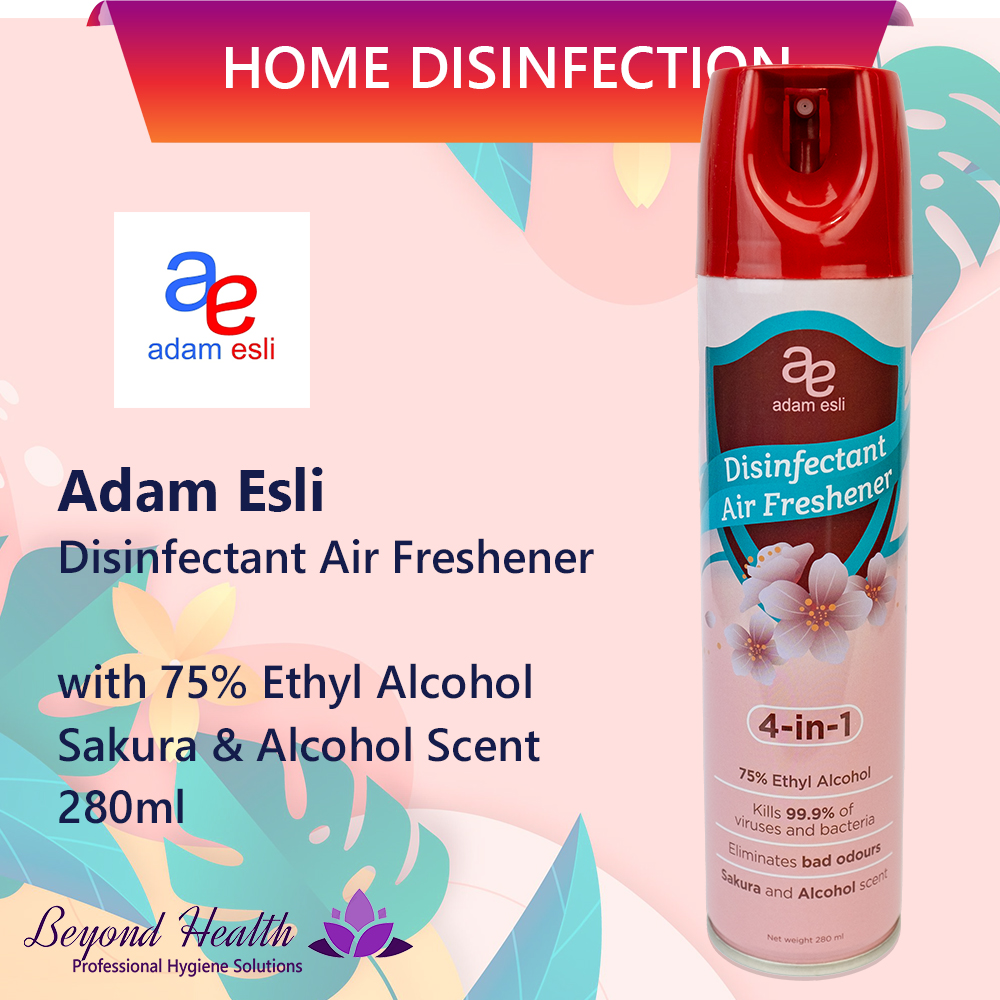 HOME DISINFECTION
ae
adam esli
Adam Esli
Disinfectant Air Freshener
with 75% Ethyl Alcohol
Sakura & Alcohol Scent
280ml
Beyond Health
Professional Hygiene Solutions
ae
adam esli
Disinfectant
Air Freshener
4-in-1
75% Ethyl Alcohol
Kills 99.9% of
viruses and bacteria
Eliminates bad odours
Sakura and Alcohol scent
Net weight 280 ml